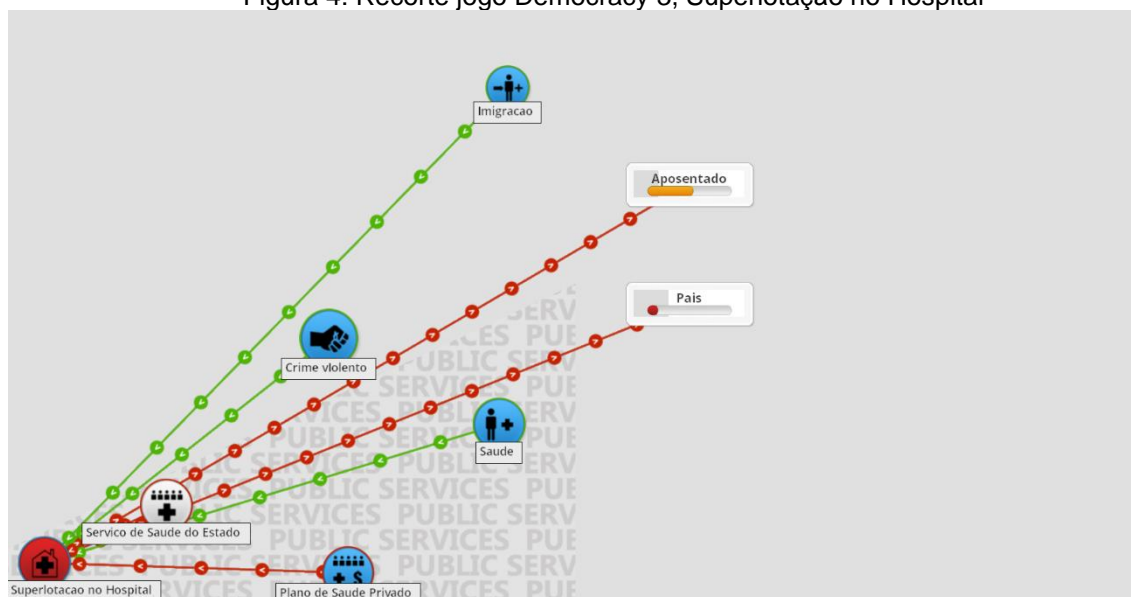 Figura 4: Recorte jogo Democracy 3, Superlotação no Hospital
Imigracao
Aposentado
Pais
Crime violento
Saude
Servico de Saude do Estado
Superlotacao no Hospital
Plano de Saude Privado
PUBLIC SERVICES